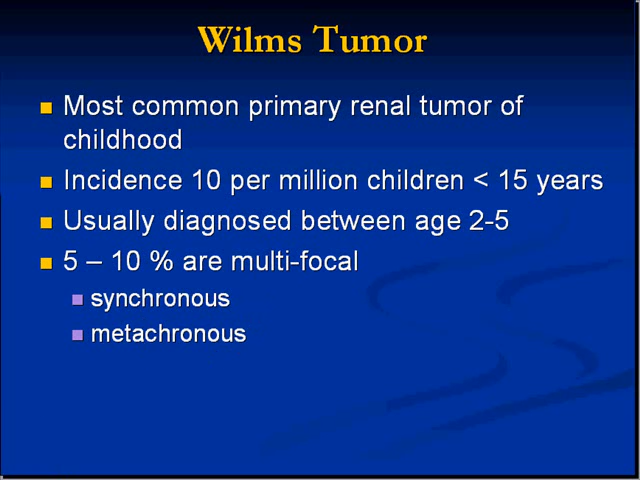 Wilms Tumor
Most common primary renal tumor of
childhood
Incidence 10 per million children < 15 years
Usually diagnosed between age 2-5
5 – 10 % are multi-focal
synchronous
metachronous